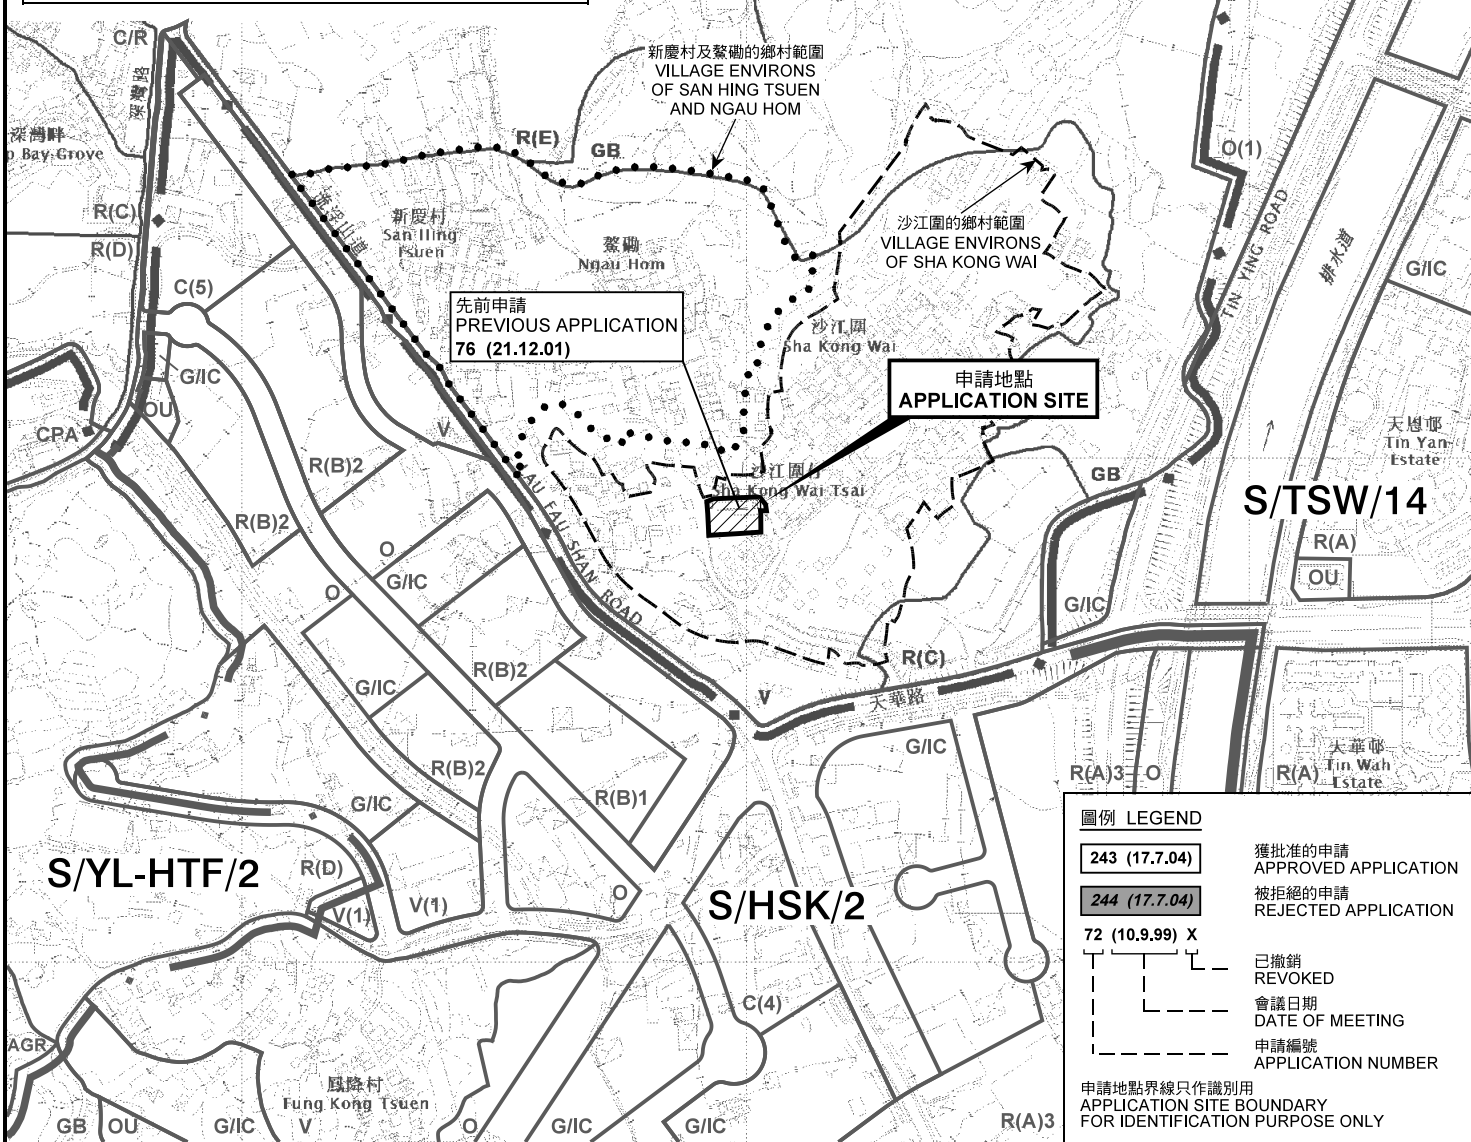 C/R
深灣路
深灣畔
p Bay Grove
R(C)
R(D)
C(5)
G/IC
OU
CPA
新慶村及鰲磡的鄉村範圍
VILLAGE ENVIRONS
OF SAN HING TSUEN
AND NGAU HOM
R(E)
GB
流浮山道
新慶村
San Hing
Tsuen
鰲磡
Ngau Hom
沙江圍的鄉村範圍
VILLAGE ENVIRONS
OF SHA KONG WAI
O(1)
TIN YING ROAD
排水道
G/IC
先前申請
PREVIOUS APPLICATION
76 (21.12.01)
沙江圍
Sha Kong Wai
申請地點
APPLICATION SITE
天恩邨
Tin Yan
Estate
V
R(B)2
R(B)2
沙江圍仔
Sha Kong Wai Tsai
GB
S/TSW/14
R(A)
OU
O
G/IC
O
LAU FAU SHAN ROAD
G/IC
R(C)
R(B)2
G/IC
V
天華路
G/IC
R(B)2
R(B)1
G/IC
R(A)3
O
R(A)
天華邨
Tin Wah
Estate
S/YL-HTF/2
R(D)
V(1)
V(1)
O
S/HSK/2
C(4)
AGR
鳳降村
Fung Kong Tsuen
GB
OU
G/IC
V
O
G/IC
G/IC
R(A)3
圖例 LEGEND
243 (17.7.04)
獲批准的申請
APPROVED APPLICATION
244 (17.7.04)
被拒絕的申請
REJECTED APPLICATION
72 (10.9.99) X
已撤銷
REVOKED
會議日期
DATE OF MEETING
申請編號
APPLICATION NUMBER
申請地點界線只作識別用
APPLICATION SITE BOUNDARY
FOR IDENTIFICATION PURPOSE ONLY